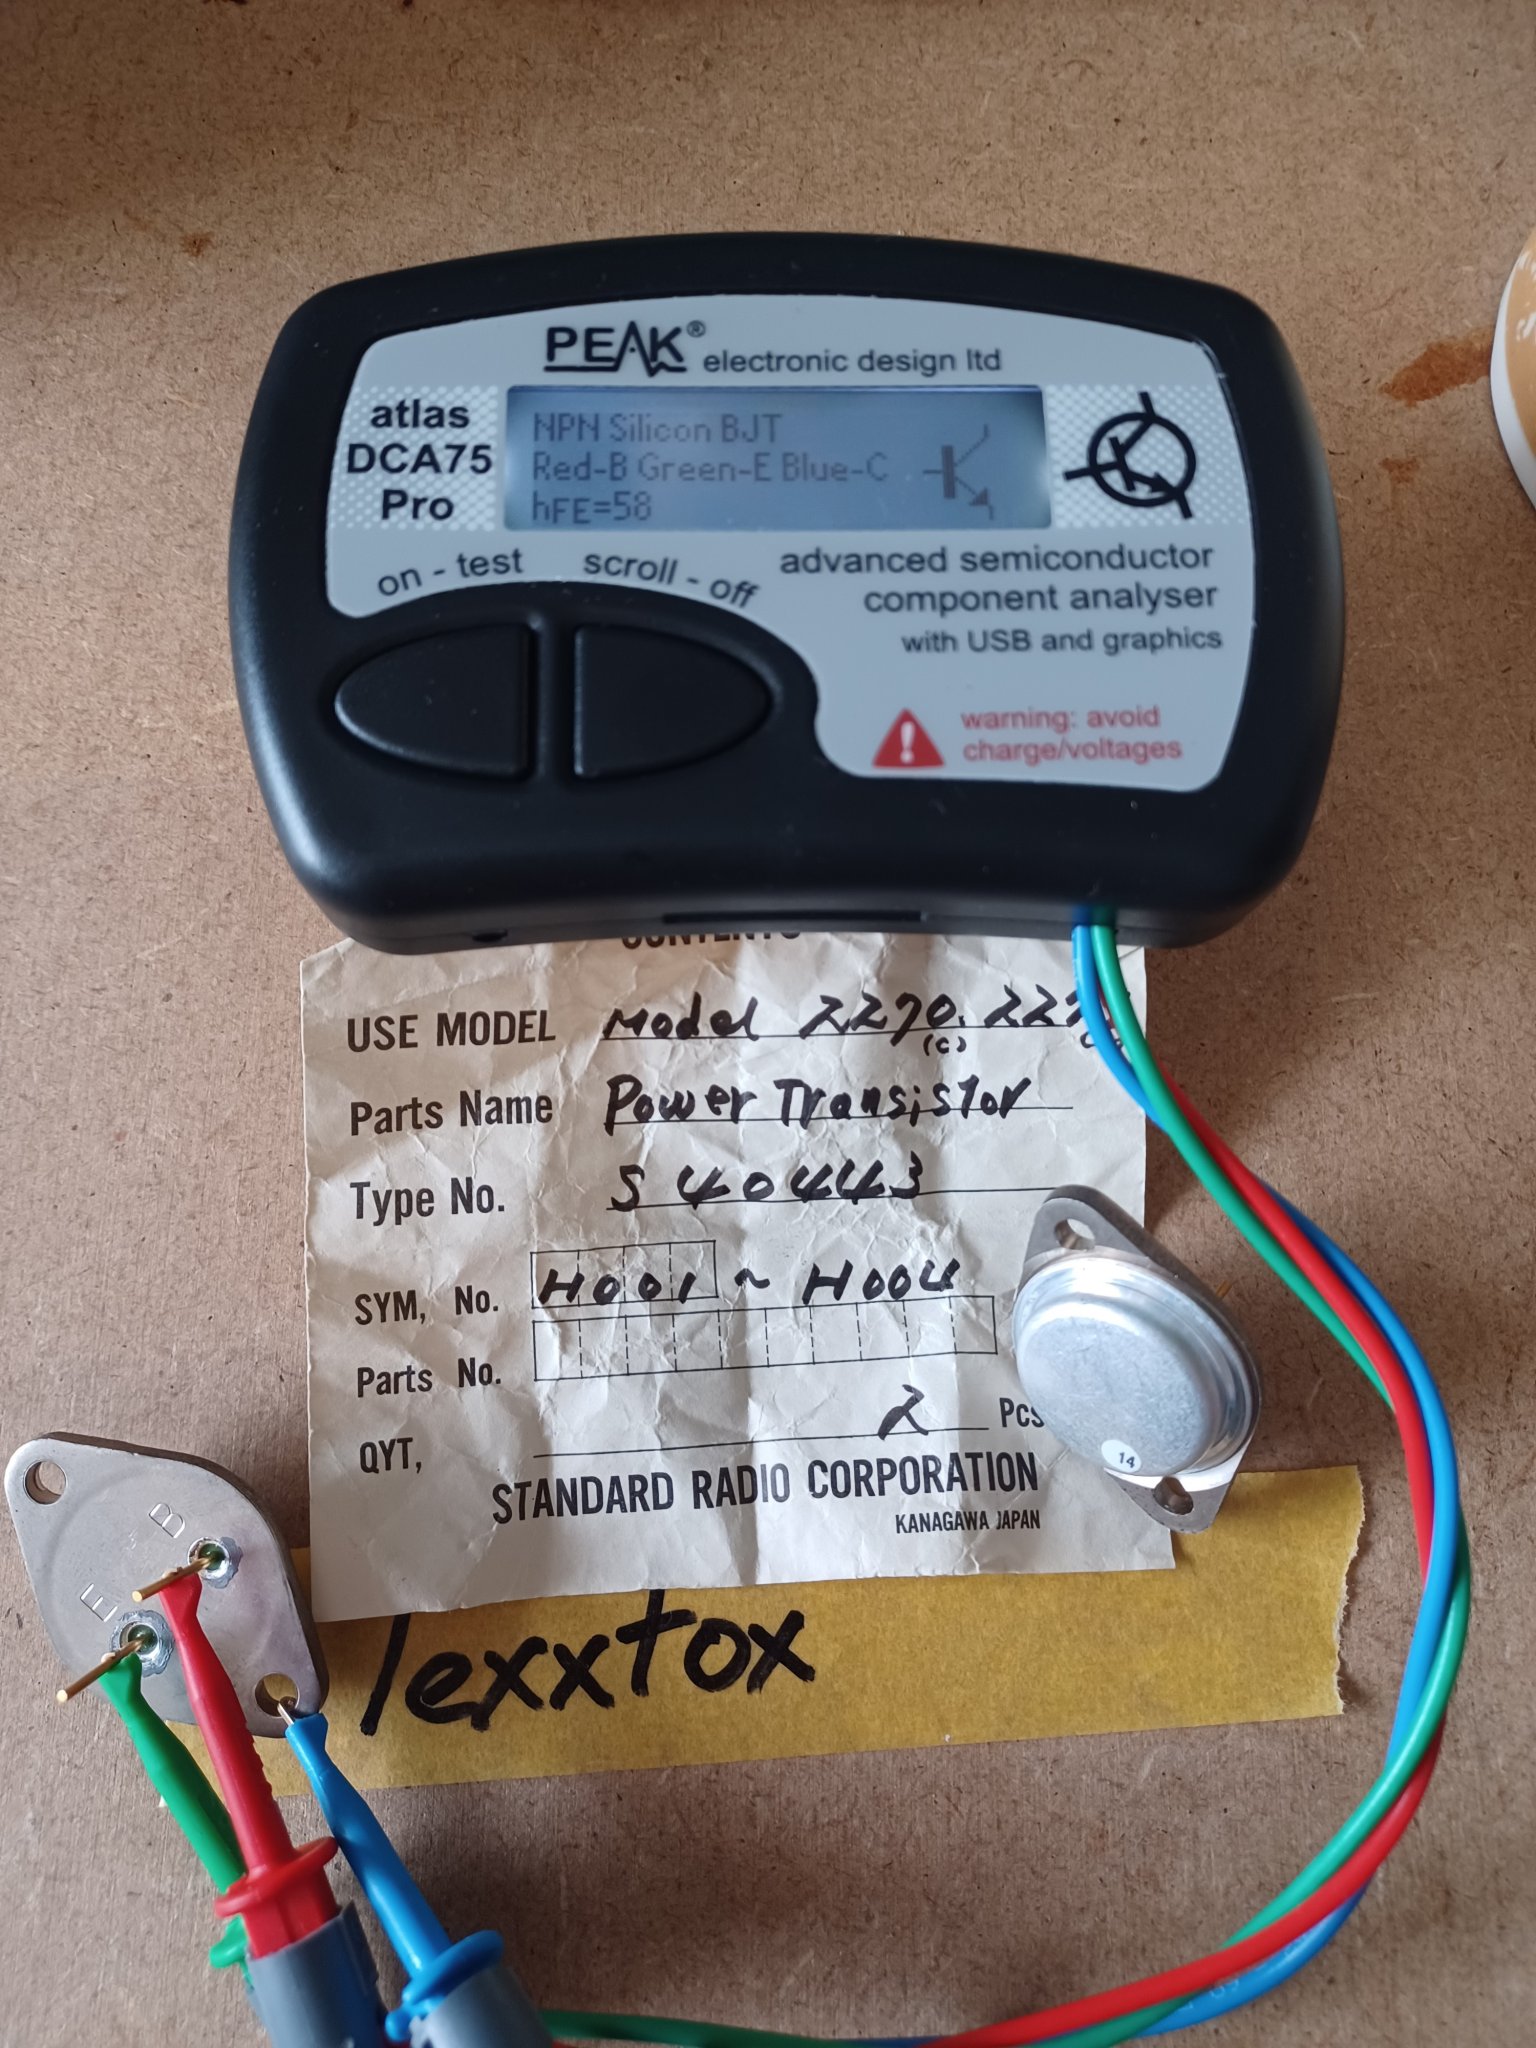 PEAK® electronic design ltd
atlas
DCA75
Pro
NPN Silicon BJT
Red-B Green-E Blue-C
hFE=58
on - test
scroll - off
advanced semiconductor
component analyser
with USB and graphics
warning: avoid
charge/voltages
CONTENTS
USE MODEL Model 2270.
(C)
Parts Name Power Transistor
Type No. S 40443
SYM, No. H001 ~ H004
Parts No.
QYT, 2 Pcs
STANDARD RADIO CORPORATION
KANAGAWA JAPAN
14
B
E
lexxtox